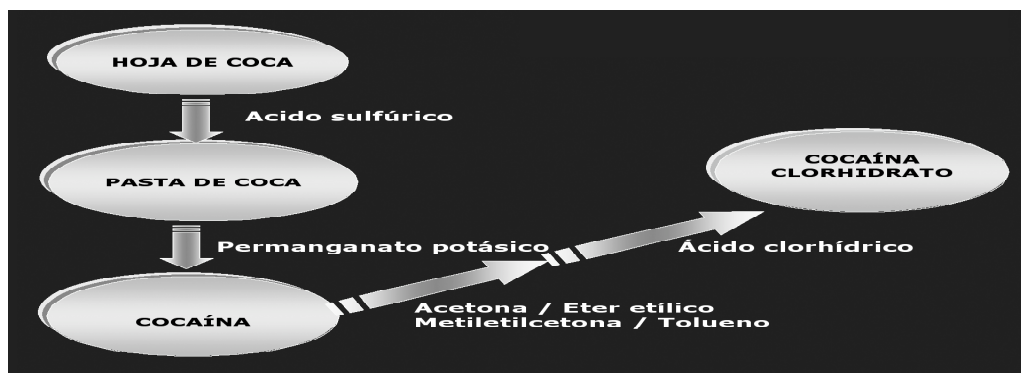 HOJA DE COCA
Acido sulfúrico
PASTA DE COCA
COCAÍNA
CLORHIDRATO
Permanganato potásico
Ácido clorhídrico
Acetona / Eter etílico
Metiletilcetona / Tolueno
COCAÍNA